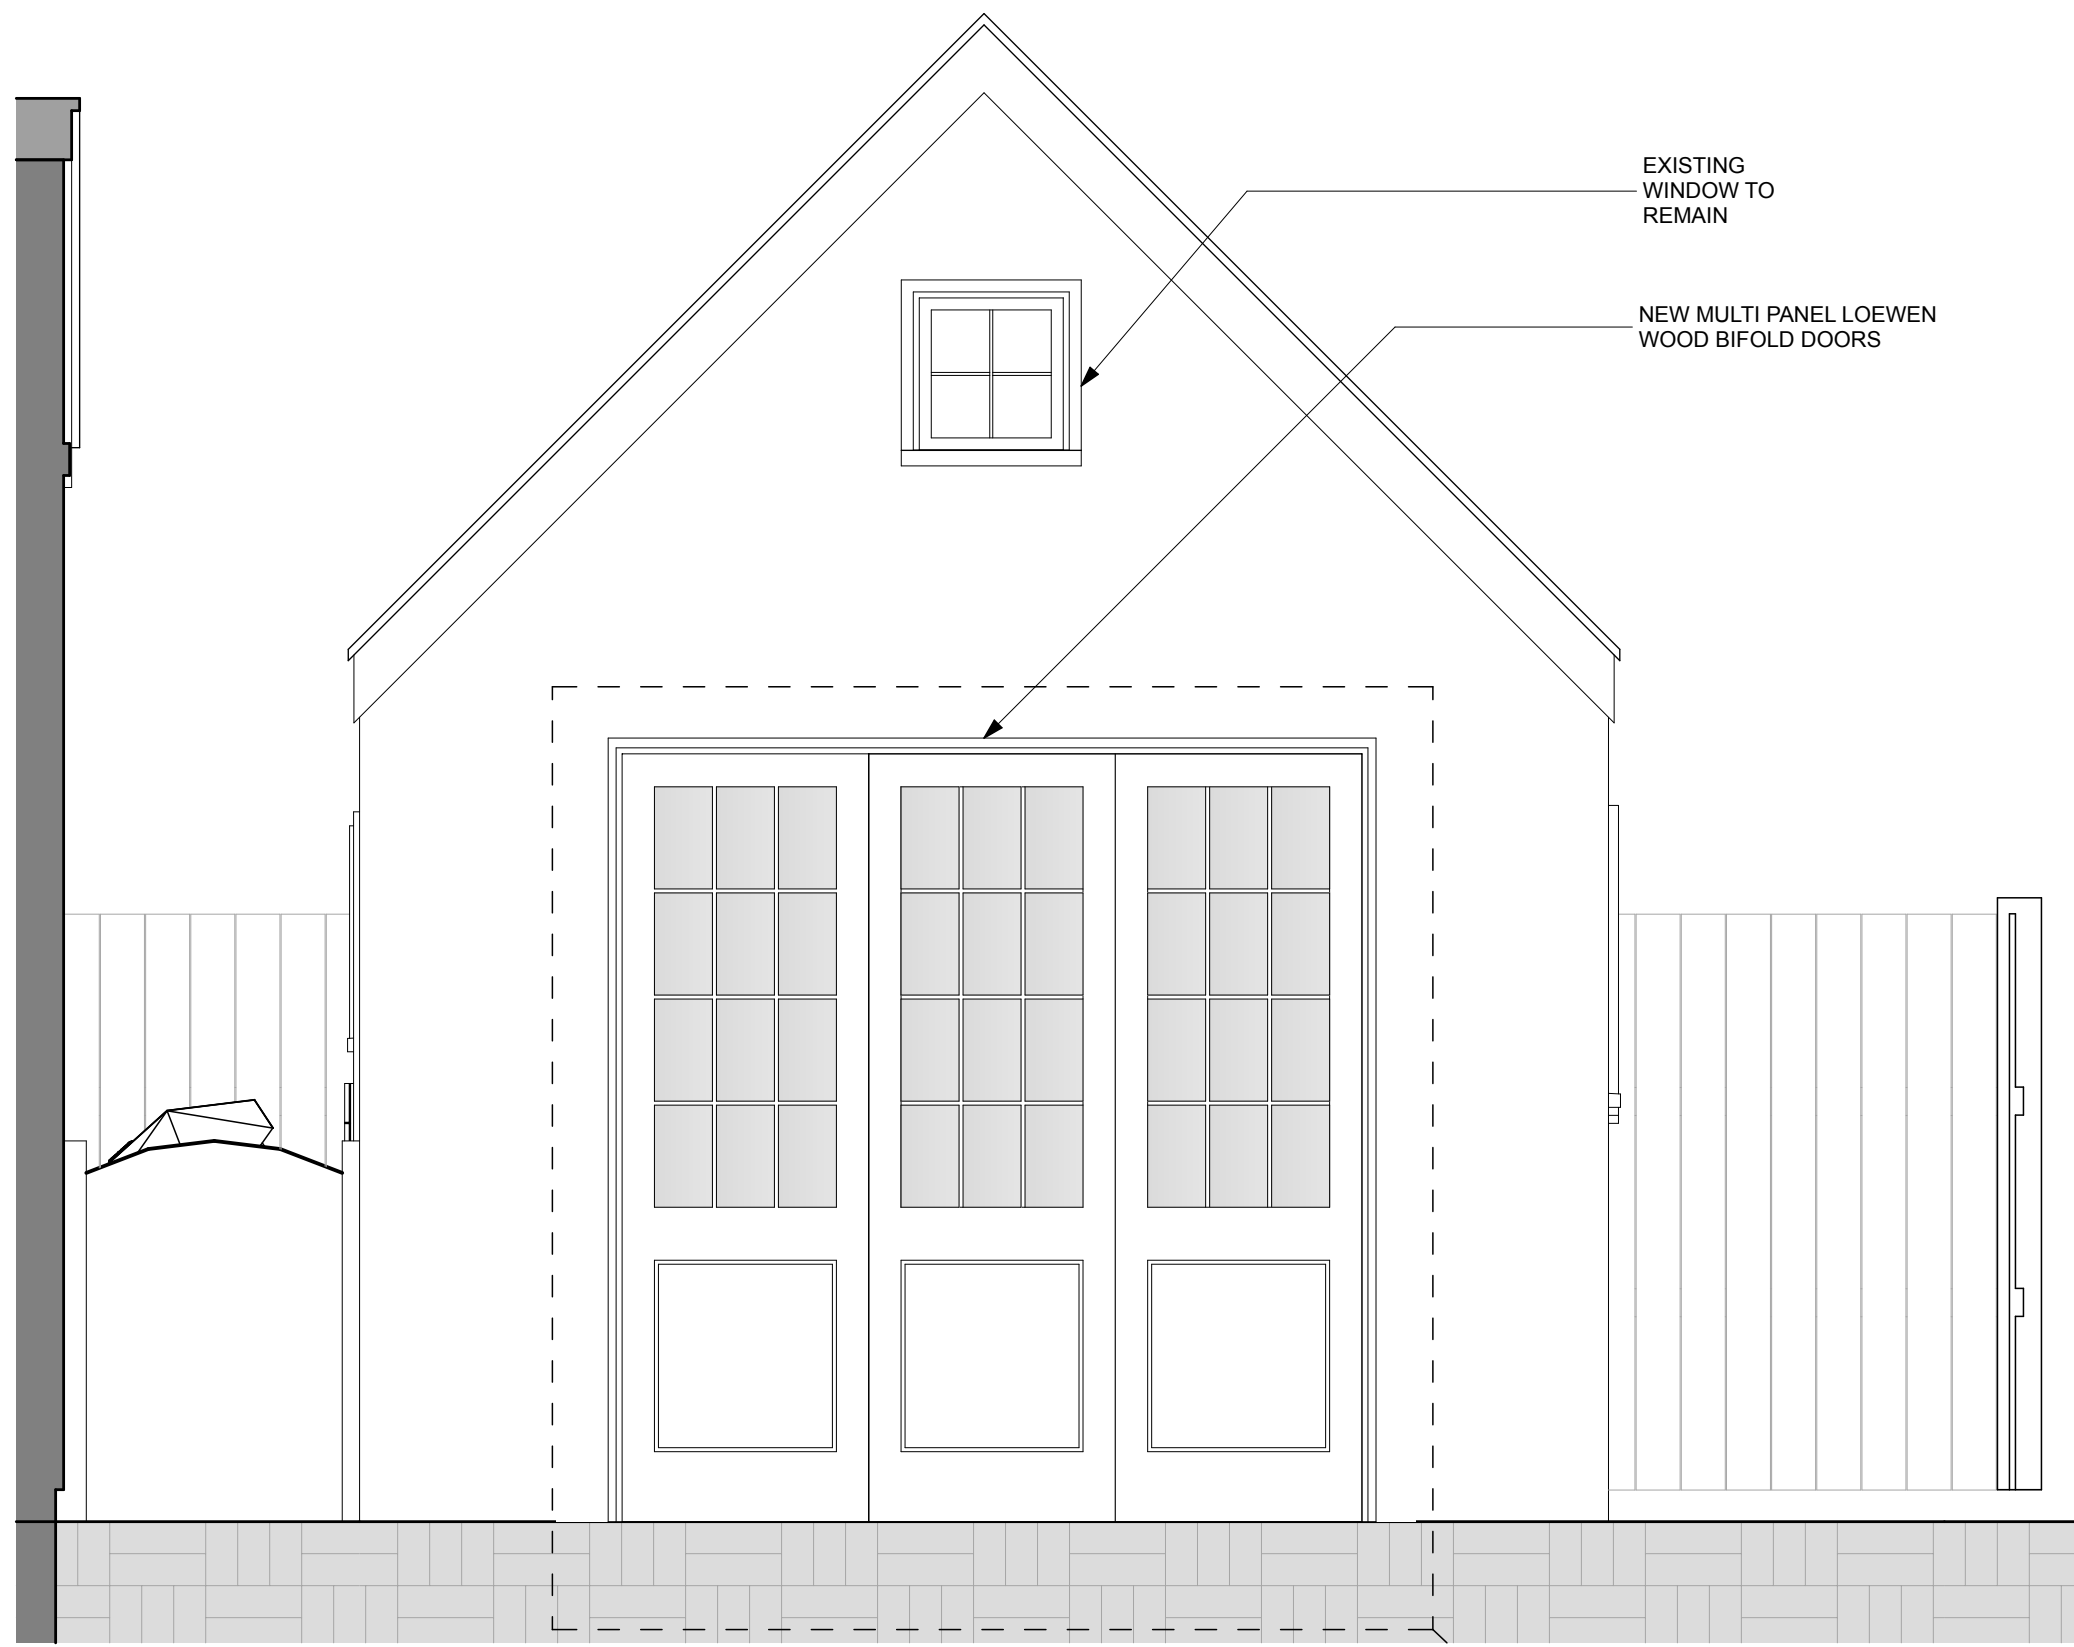 EXISTING
WINDOW TO
REMAIN
NEW MULTI PANEL LOEWEN
WOOD BIFOLD DOORS